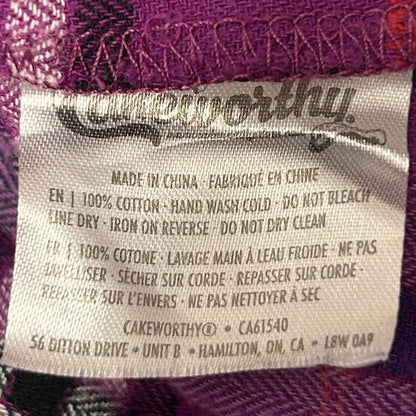 Cakeworthy®
MADE IN CHINA · FABRIQUÉ EN CHINE
EN | 100% COTTON · HAND WASH COLD · DO NOT BLEACH
LINE DRY · IRON ON REVERSE · DO NOT DRY CLEAN
FR | 100% COTONE · LAVAGE MAIN À LEAU FROIDE · NE PAS
JAVELLISER · SÈCHER SUR CORDE · REPASSER SUR CORDE ·
REPASSER SUR L'ENVERS · NE PAS NETTOYER À SEC
CAKEWORTHY® • CA61540
56 DITTON DRIVE • UNIT B • HAMILTON, ON, CA • L8W 0A9